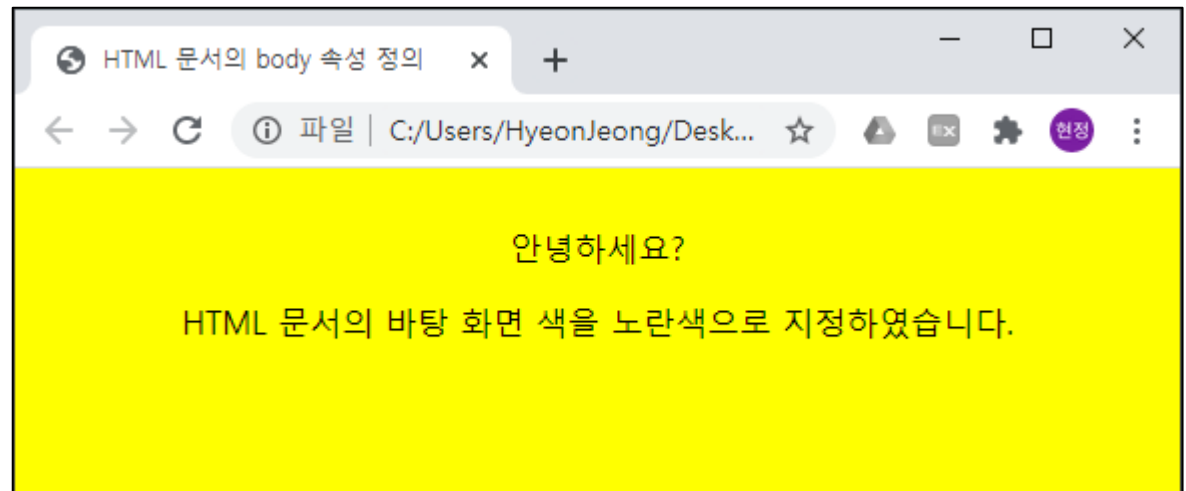 HTML 문서의 body 속성 정의
파일 | C:/Users/HyeonJeong/Desk...
EX
현정
안녕하세요?
HTML 문서의 바탕 화면 색을 노란색으로 지정하였습니다.